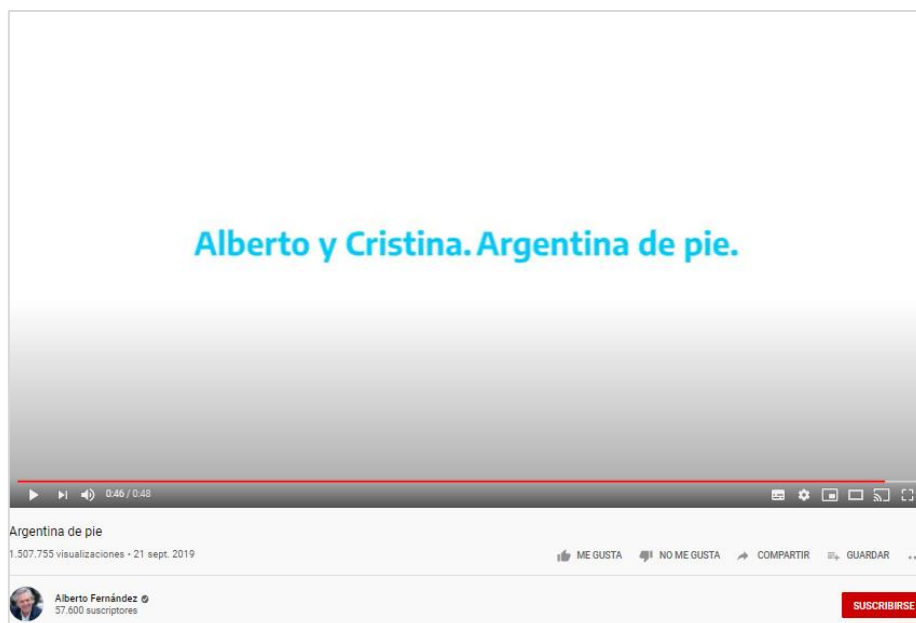 Alberto y Cristina. Argentina de pie.
0:46 / 0:48
Argentina de pie
1.507.755 visualizaciones • 21 sept. 2019
ME GUSTA NO ME GUSTA COMPARTIR GUARDAR
Alberto Fernández
57.600 suscriptores
SUSCRIBIRSE